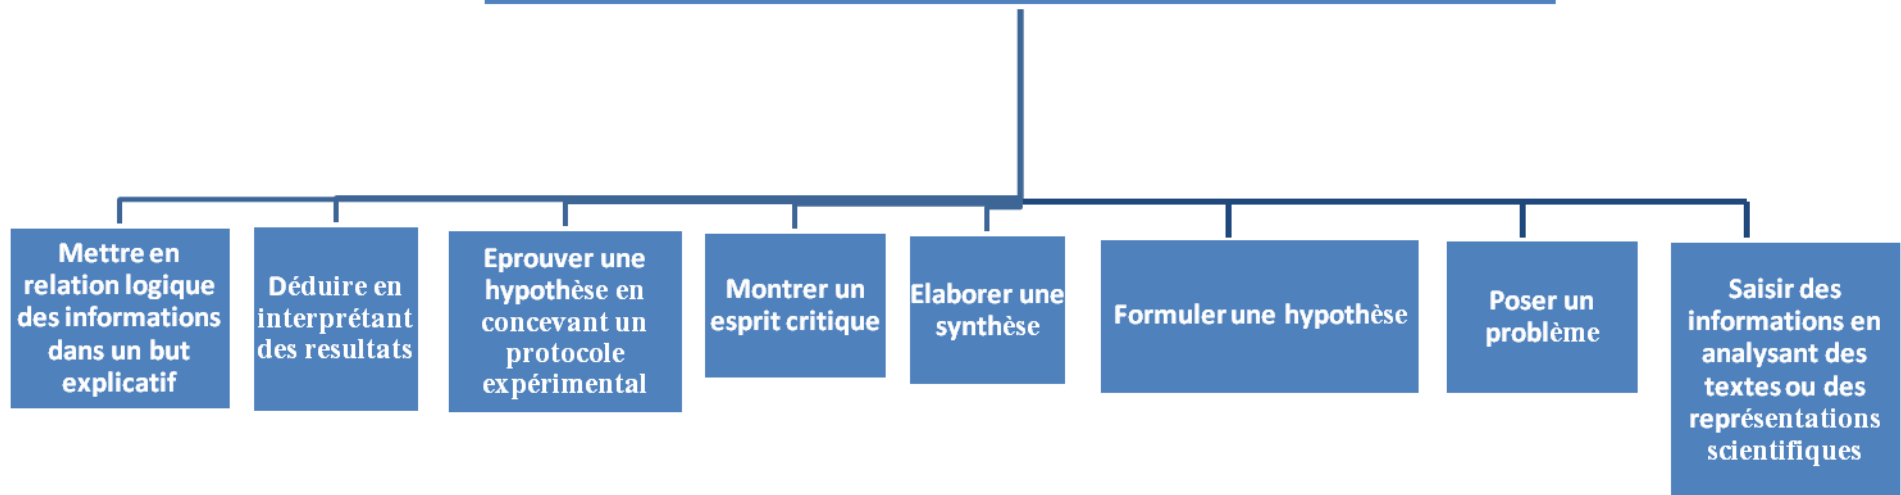 Mettre en
relation logique
des informations
dans un but
explicatif
Déduire en
interprétant
des resultats
Eprouver une
hypothèse en
concevant un
protocole
expérimental
Montrer un
esprit critique
Elaborer une
synthèse
Formuler une hypothèse
Poser un
problème
Saisir des
informations en
analysant des
textes ou des
représentations
scientifiques